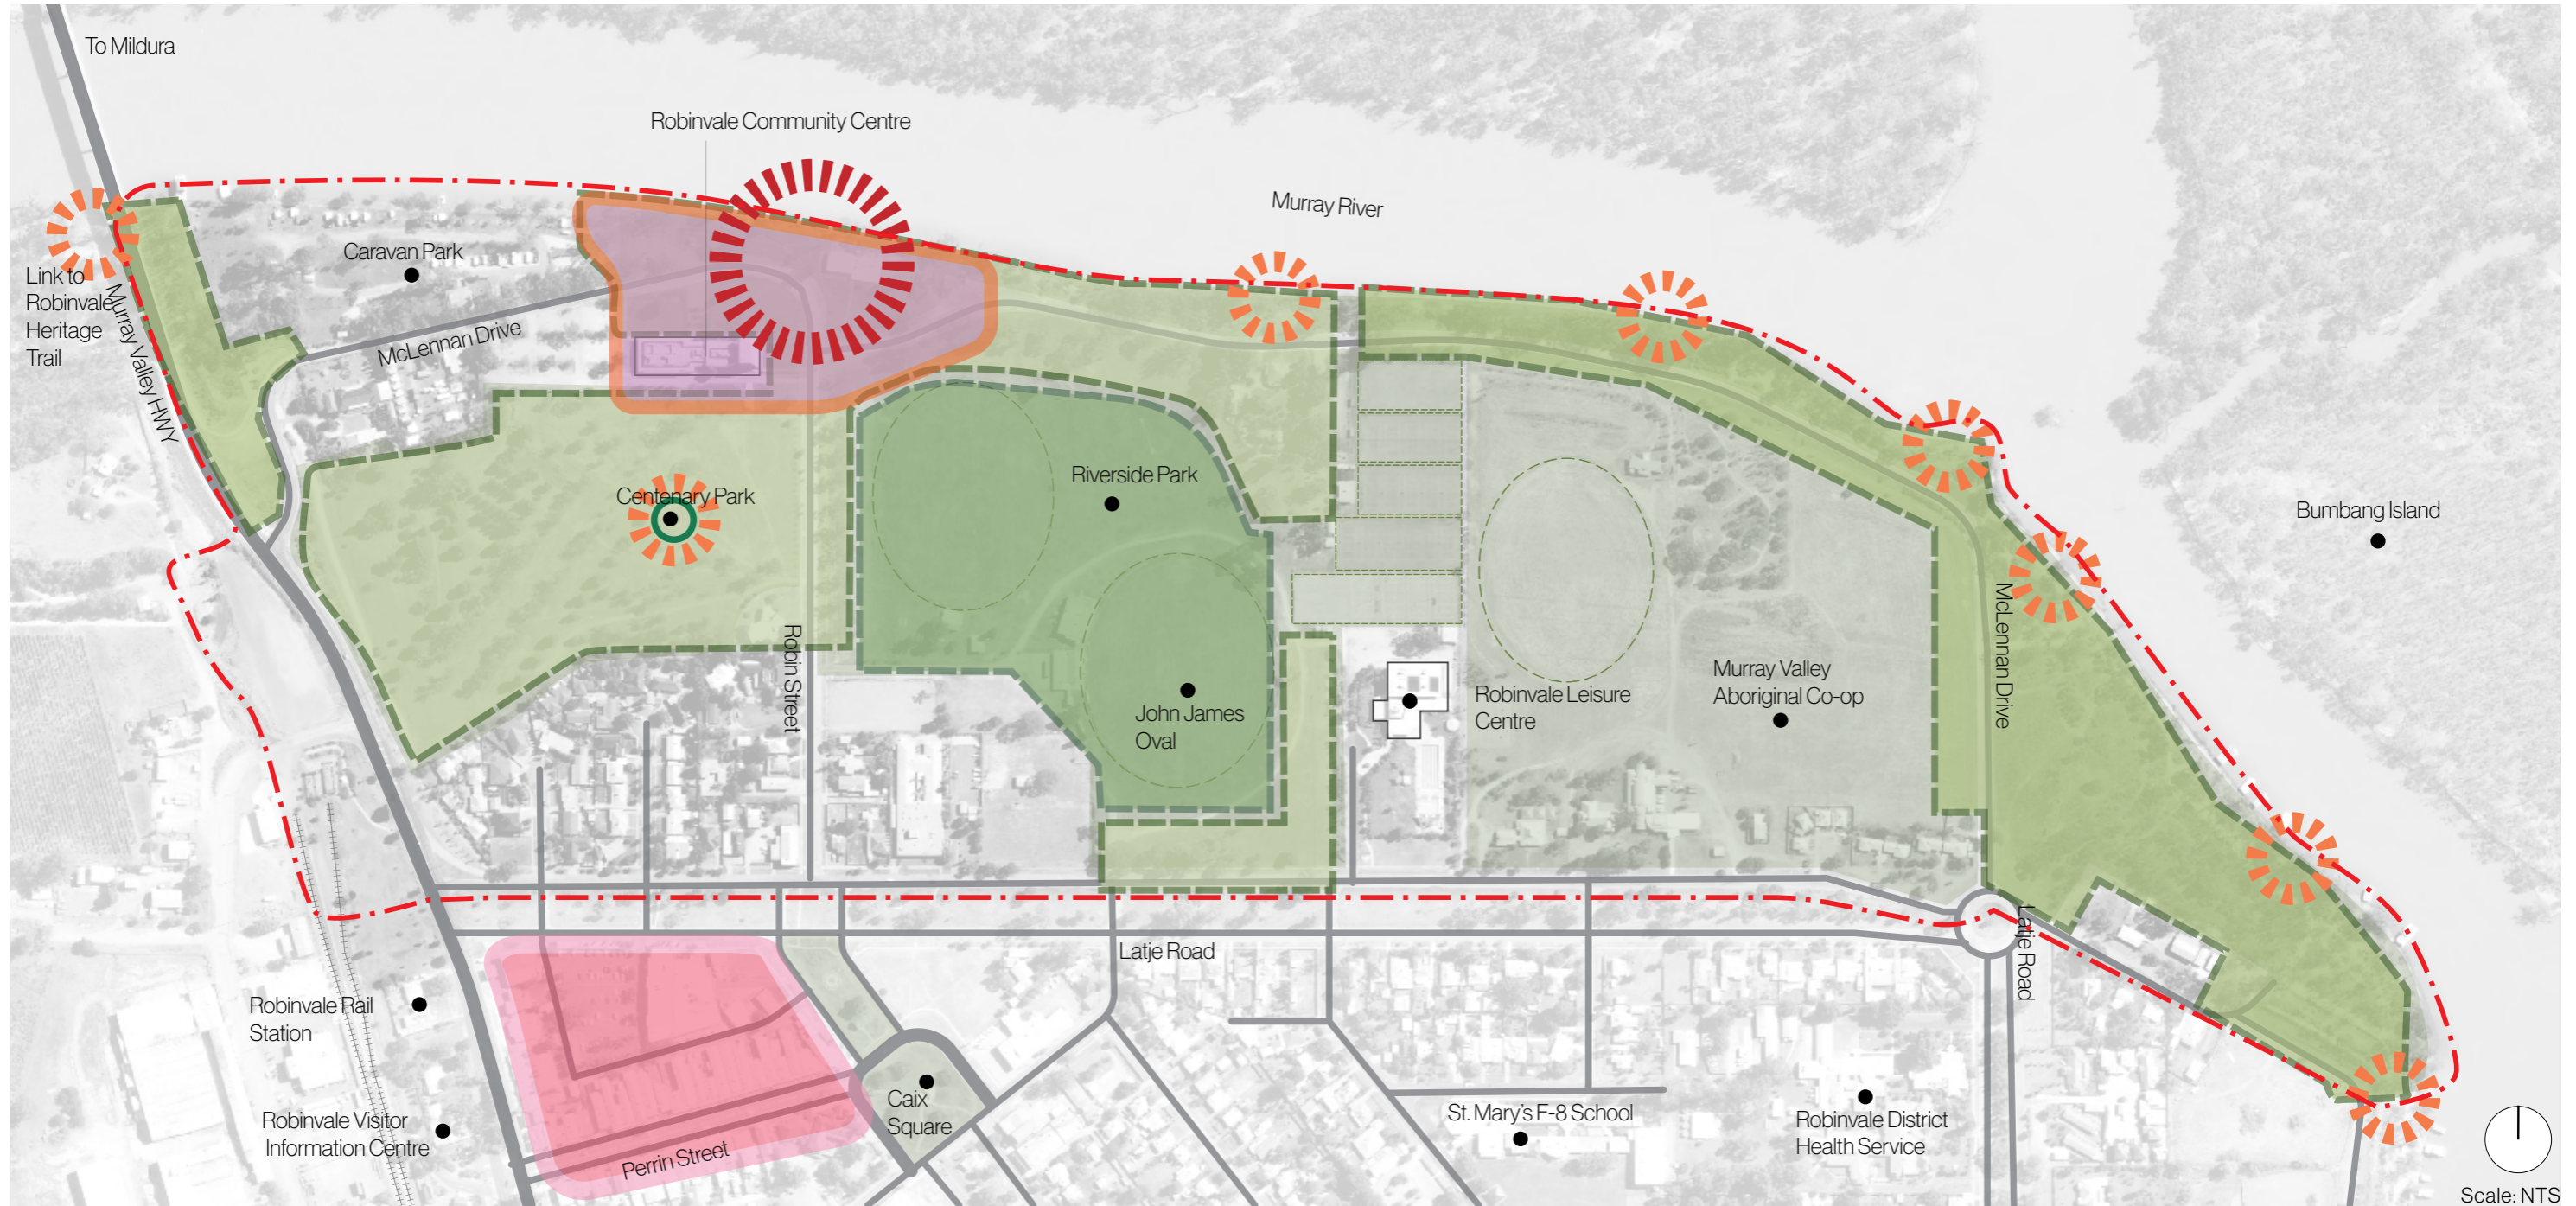 To Mildura
Robinvale Community Centre
Murray River
Caravan Park
Link to
Robinvale
Heritage
Trail
Murray Valley HWY
McLennan Drive
Centenary Park
Riverside Park
Bumbang Island
Robin Street
McLennan Drive
John James
Oval
Robinvale Leisure
Centre
Murray Valley
Aboriginal Co-op
Latje Road
Latje Road
Robinvale Rail
Station
Caix
Square
St. Mary's F-8 School
Robinvale District
Health Service
Robinvale Visitor
Information Centre
Perrin Street
Scale: NTS